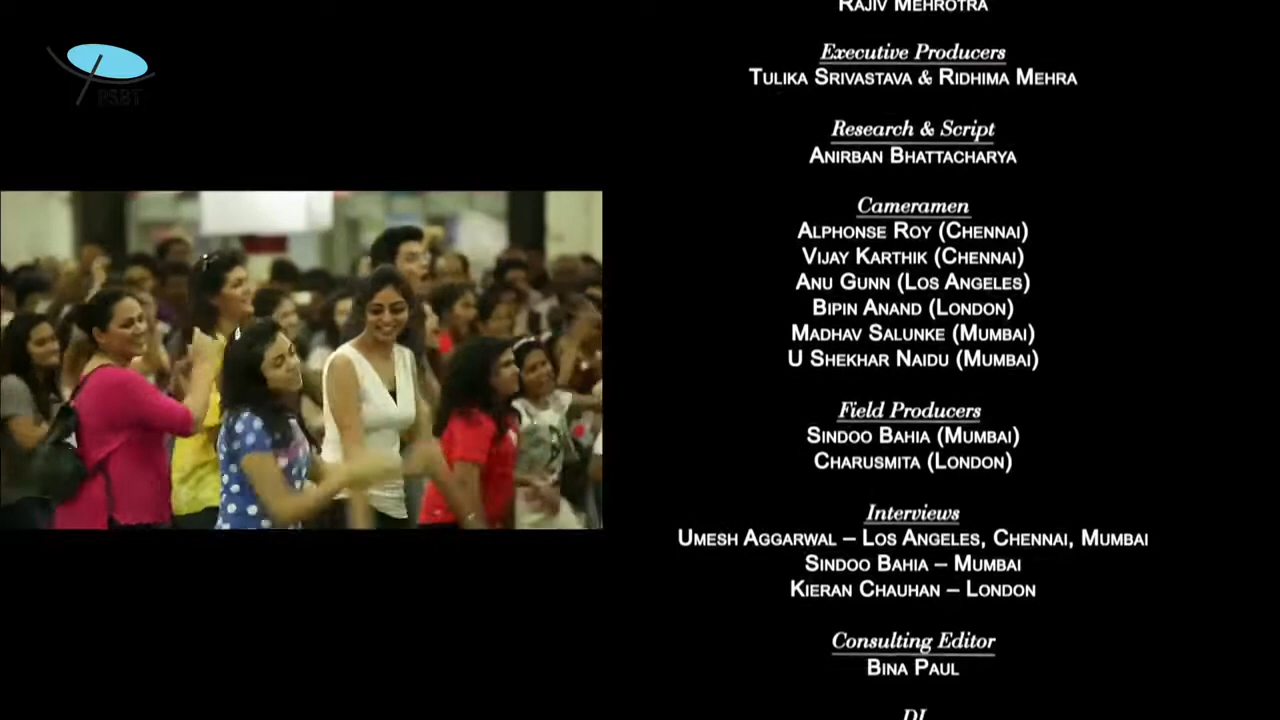 PSBT
Rajiv Mehrotra
Executive Producers
Tulika Srivastava & Ridhima Mehra
Research & Script
Anirban Bhattacharya
Cameramen
Alphonse Roy (Chennai)
Vijay Karthik (Chennai)
Anu Gunn (Los Angeles)
Bipin Anand (London)
Madhav Salunke (Mumbai)
U Shekhar Naidu (Mumbai)
Field Producers
Sindoo Bahia (Mumbai)
Charusmita (London)
Interviews
Umesh Aggarwal – Los Angeles, Chennai, Mumbai
Sindoo Bahia – Mumbai
Kieran Chauhan – London
Consulting Editor
Bina Paul
DI